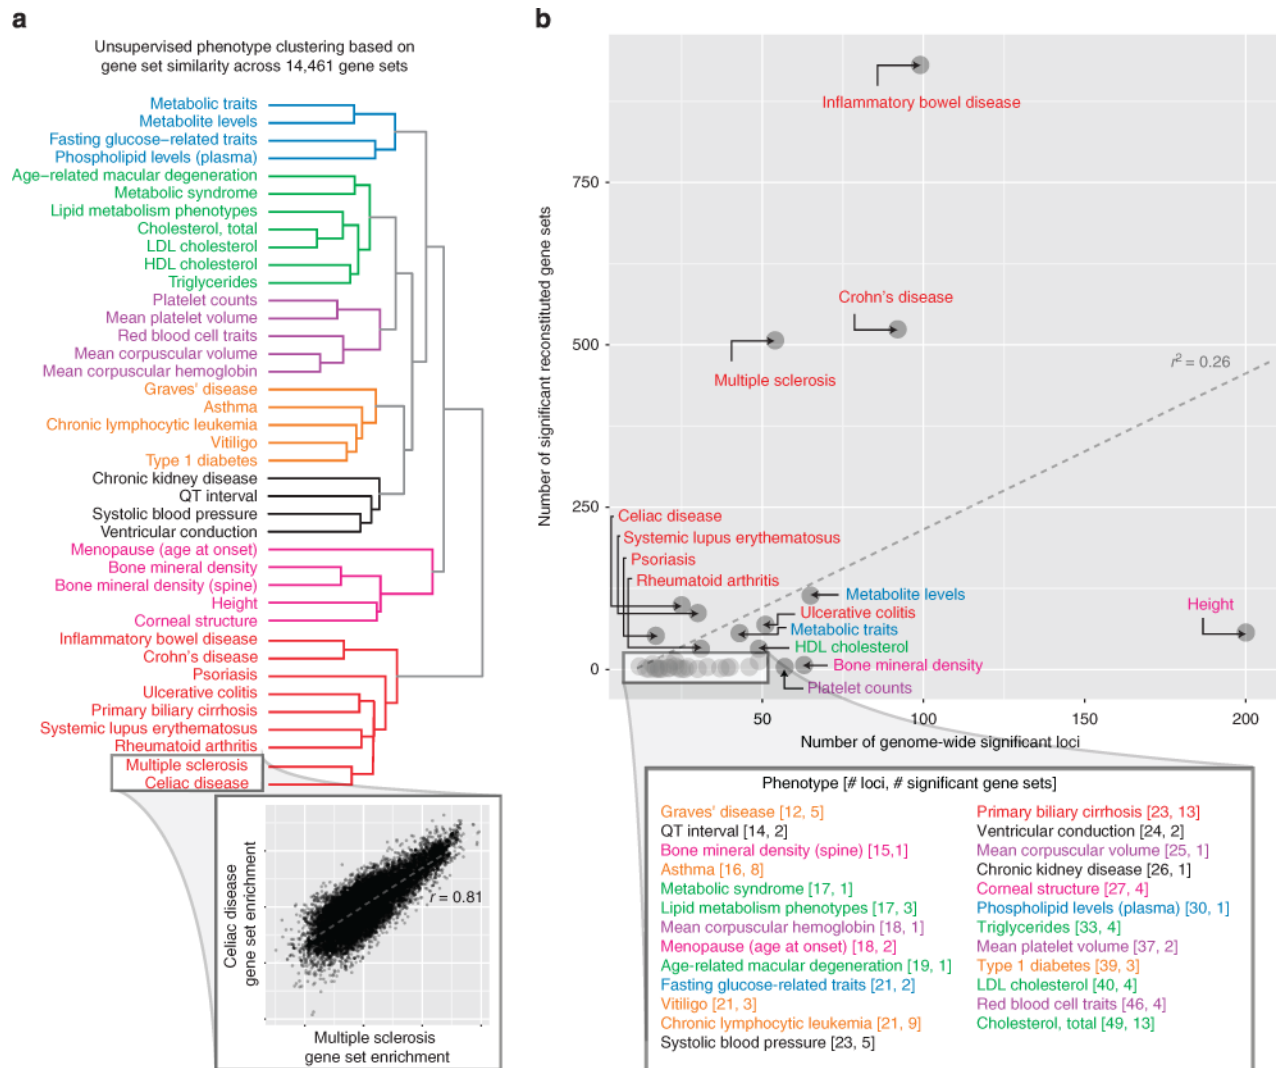 a
Unsupervised phenotype clustering based on
gene set similarity across 14,461 gene sets
Metabolic traits
Metabolite levels
Fasting glucose−related traits
Phospholipid levels (plasma)
Age−related macular degeneration
Metabolic syndrome
Lipid metabolism phenotypes
Cholesterol, total
LDL cholesterol
HDL cholesterol
Triglycerides
Platelet counts
Mean platelet volume
Red blood cell traits
Mean corpuscular volume
Mean corpuscular hemoglobin
Graves' disease
Asthma
Chronic lymphocytic leukemia
Vitiligo
Type 1 diabetes
Chronic kidney disease
QT interval
Systolic blood pressure
Ventricular conduction
Menopause (age at onset)
Bone mineral density
Bone mineral density (spine)
Height
Corneal structure
Inflammatory bowel disease
Crohn's disease
Psoriasis
Ulcerative colitis
Primary biliary cirrhosis
Systemic lupus erythematosus
Rheumatoid arthritis
Multiple sclerosis
Celiac disease
Celiac disease
gene set enrichment
r = 0.81
Multiple sclerosis
gene set enrichment
b
Number of significant reconstituted gene sets
750
500
250
0
Inflammatory bowel disease
Crohn's disease
Multiple sclerosis
r² = 0.26
Celiac disease
Systemic lupus erythematosus
Psoriasis
Rheumatoid arthritis
Metabolite levels
Ulcerative colitis
Metabolic traits
HDL cholesterol
Bone mineral density
Platelet counts
Height
50
100
150
200
Number of genome-wide significant loci
Phenotype [# loci, # significant gene sets]
Graves' disease [12, 5]
QT interval [14, 2]
Bone mineral density (spine) [15,1]
Asthma [16, 8]
Metabolic syndrome [17, 1]
Lipid metabolism phenotypes [17, 3]
Mean corpuscular hemoglobin [18, 1]
Menopause (age at onset) [18, 2]
Age-related macular degeneration [19, 1]
Fasting glucose-related traits [21, 2]
Vitiligo [21, 3]
Chronic lymphocytic leukemia [21, 9]
Systolic blood pressure [23, 5]
Primary biliary cirrhosis [23, 13]
Ventricular conduction [24, 2]
Mean corpuscular volume [25, 1]
Chronic kidney disease [26, 1]
Corneal structure [27, 4]
Phospholipid levels (plasma) [30, 1]
Triglycerides [33, 4]
Mean platelet volume [37, 2]
Type 1 diabetes [39, 3]
LDL cholesterol [40, 4]
Red blood cell traits [46, 4]
Cholesterol, total [49, 13]